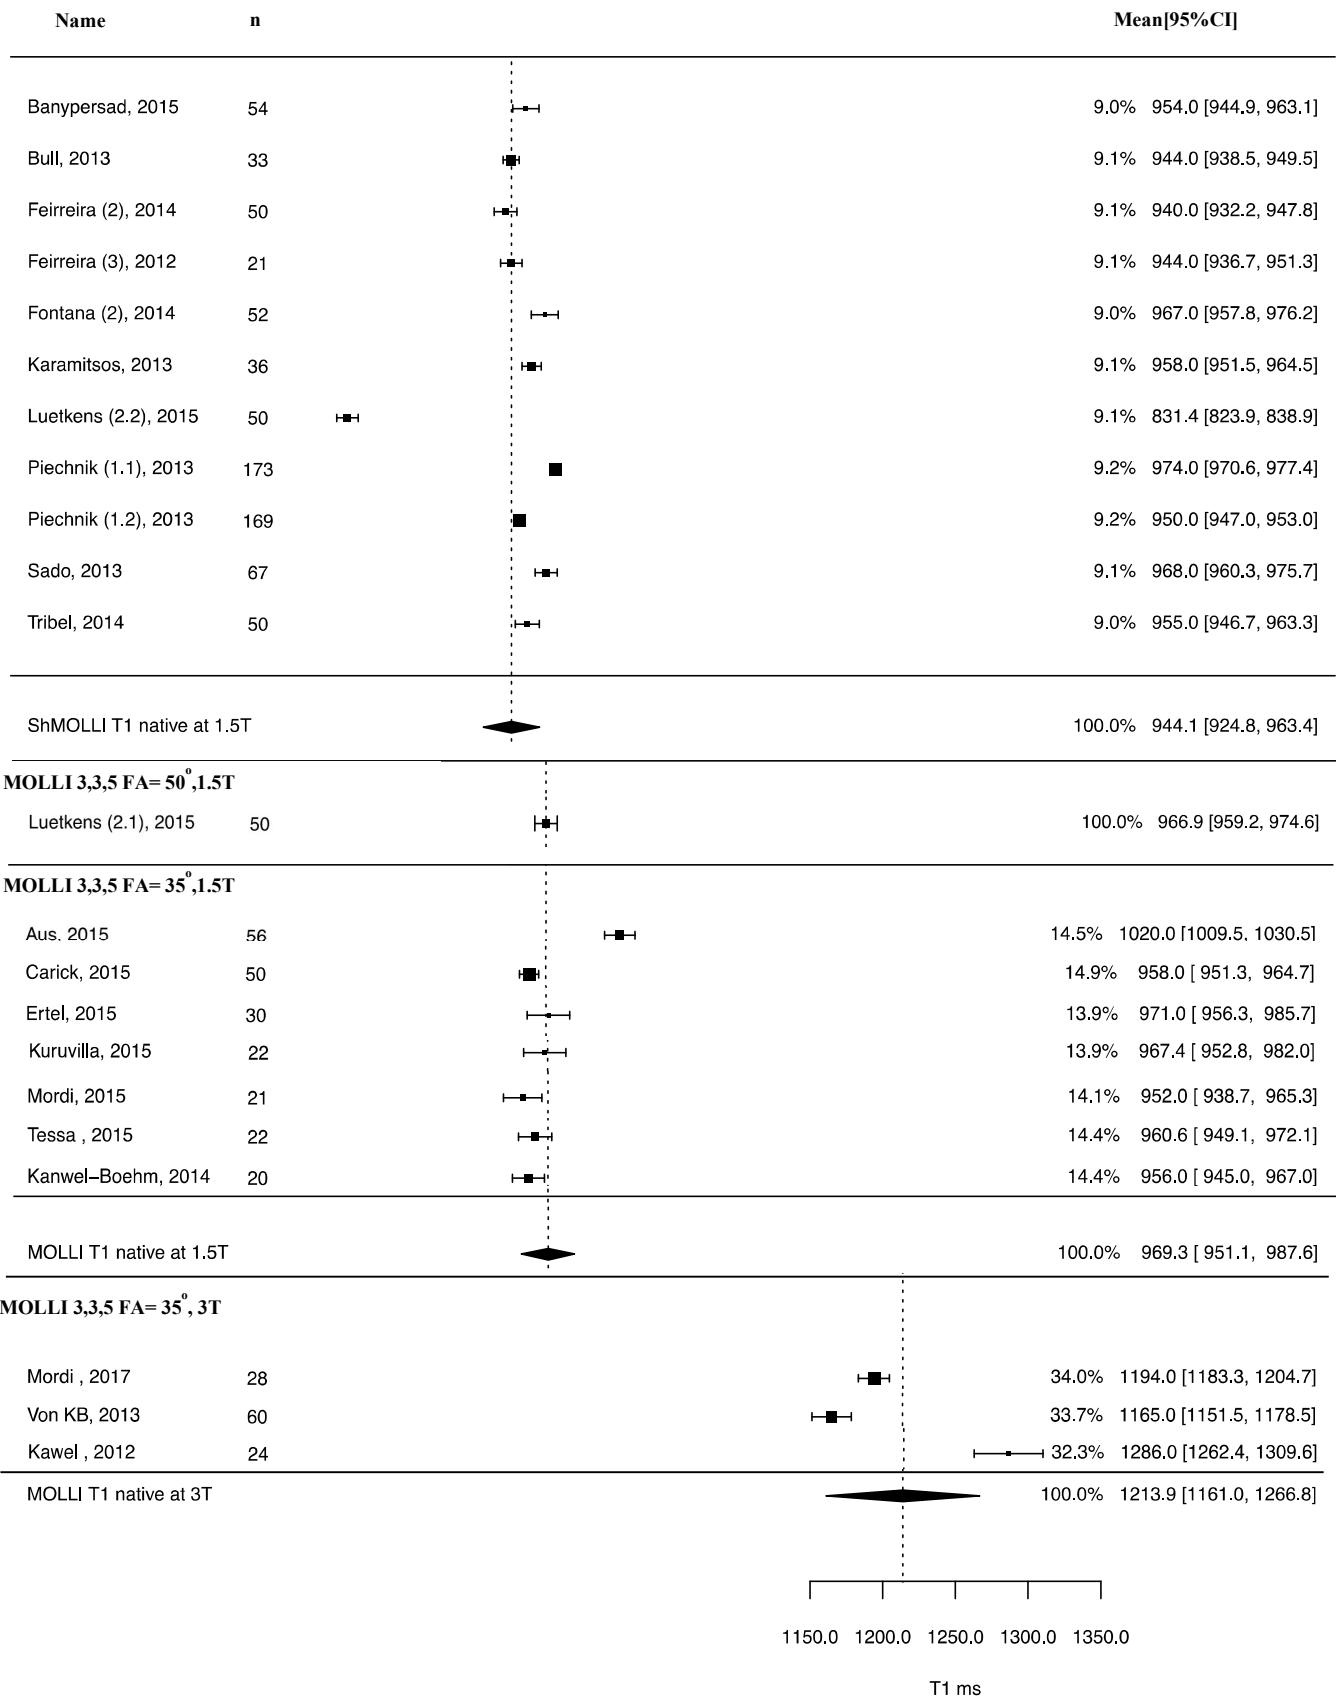 Name n Mean[95%CI]
Banypersad, 2015 54 9.0% 954.0 [944.9, 963.1]
Bull, 2013 33 9.1% 944.0 [938.5, 949.5]
Feirreira (2), 2014 50 9.1% 940.0 [932.2, 947.8]
Feirreira (3), 2012 21 9.1% 944.0 [936.7, 951.3]
Fontana (2), 2014 52 9.0% 967.0 [957.8, 976.2]
Karamitsos, 2013 36 9.1% 958.0 [951.5, 964.5]
Luetkens (2.2), 2015 50 9.1% 831.4 [823.9, 838.9]
Piechnik (1.1), 2013 173 9.2% 974.0 [970.6, 977.4]
Piechnik (1.2), 2013 169 9.2% 950.0 [947.0, 953.0]
Sado, 2013 67 9.1% 968.0 [960.3, 975.7]
Tribel, 2014 50 9.0% 955.0 [946.7, 963.3]
ShMOLLI T1 native at 1.5T 100.0% 944.1 [924.8, 963.4]
MOLLI 3,3,5 FA= 50°,1.5T
Luetkens (2.1), 2015 50 100.0% 966.9 [959.2, 974.6]
MOLLI 3,3,5 FA= 35°,1.5T
Aus, 2015 56 14.5% 1020.0 [1009.5, 1030.5]
Carick, 2015 50 14.9% 958.0 [ 951.3, 964.7]
Ertel, 2015 30 13.9% 971.0 [ 956.3, 985.7]
Kuruvilla, 2015 22 13.9% 967.4 [ 952.8, 982.0]
Mordi, 2015 21 14.1% 952.0 [ 938.7, 965.3]
Tessa , 2015 22 14.4% 960.6 [ 949.1, 972.1]
Kanwel–Boehm, 2014 20 14.4% 956.0 [ 945.0, 967.0]
MOLLI T1 native at 1.5T 100.0% 969.3 [ 951.1, 987.6]
MOLLI 3,3,5 FA= 35°, 3T
Mordi , 2017 28 34.0% 1194.0 [1183.3, 1204.7]
Von KB, 2013 60 33.7% 1165.0 [1151.5, 1178.5]
Kawel , 2012 24 32.3% 1286.0 [1262.4, 1309.6]
MOLLI T1 native at 3T 100.0% 1213.9 [1161.0, 1266.8]
1150.0 1200.0 1250.0 1300.0 1350.0
T1 ms